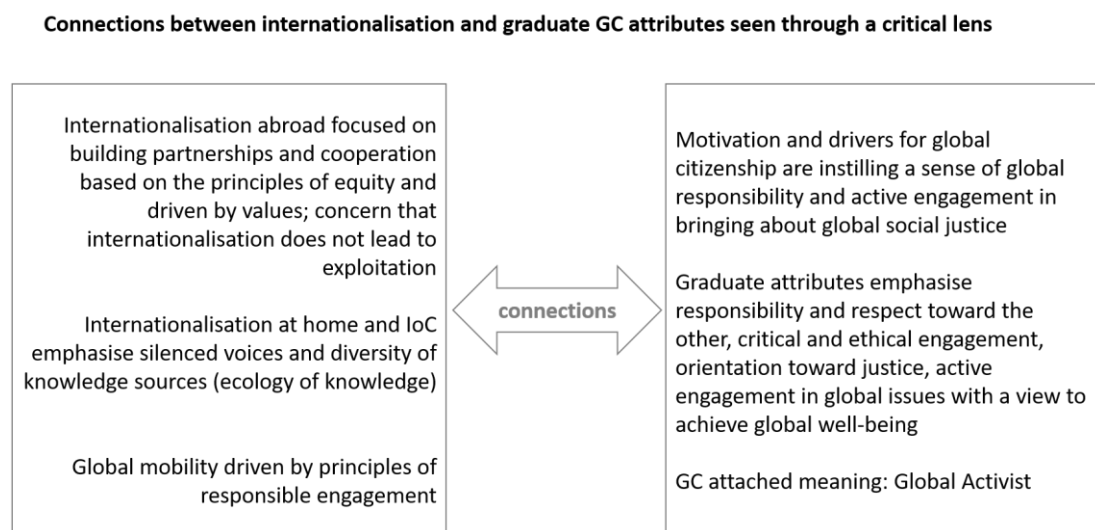 Connections between internationalisation and graduate GC attributes seen through a critical lens
Internationalisation abroad focused on
building partnerships and cooperation
based on the principles of equity and
driven by values; concern that
internationalisation does not lead to
exploitation
Internationalisation at home and IoC
emphasise silenced voices and diversity of
knowledge sources (ecology of knowledge)
Global mobility driven by principles of
responsible engagement
connections
Motivation and drivers for global
citizenship are instilling a sense of global
responsibility and active engagement in
bringing about global social justice
Graduate attributes emphasise
responsibility and respect toward the
other, critical and ethical engagement,
orientation toward justice, active
engagement in global issues with a view to
achieve global well-being
GC attached meaning: Global Activist